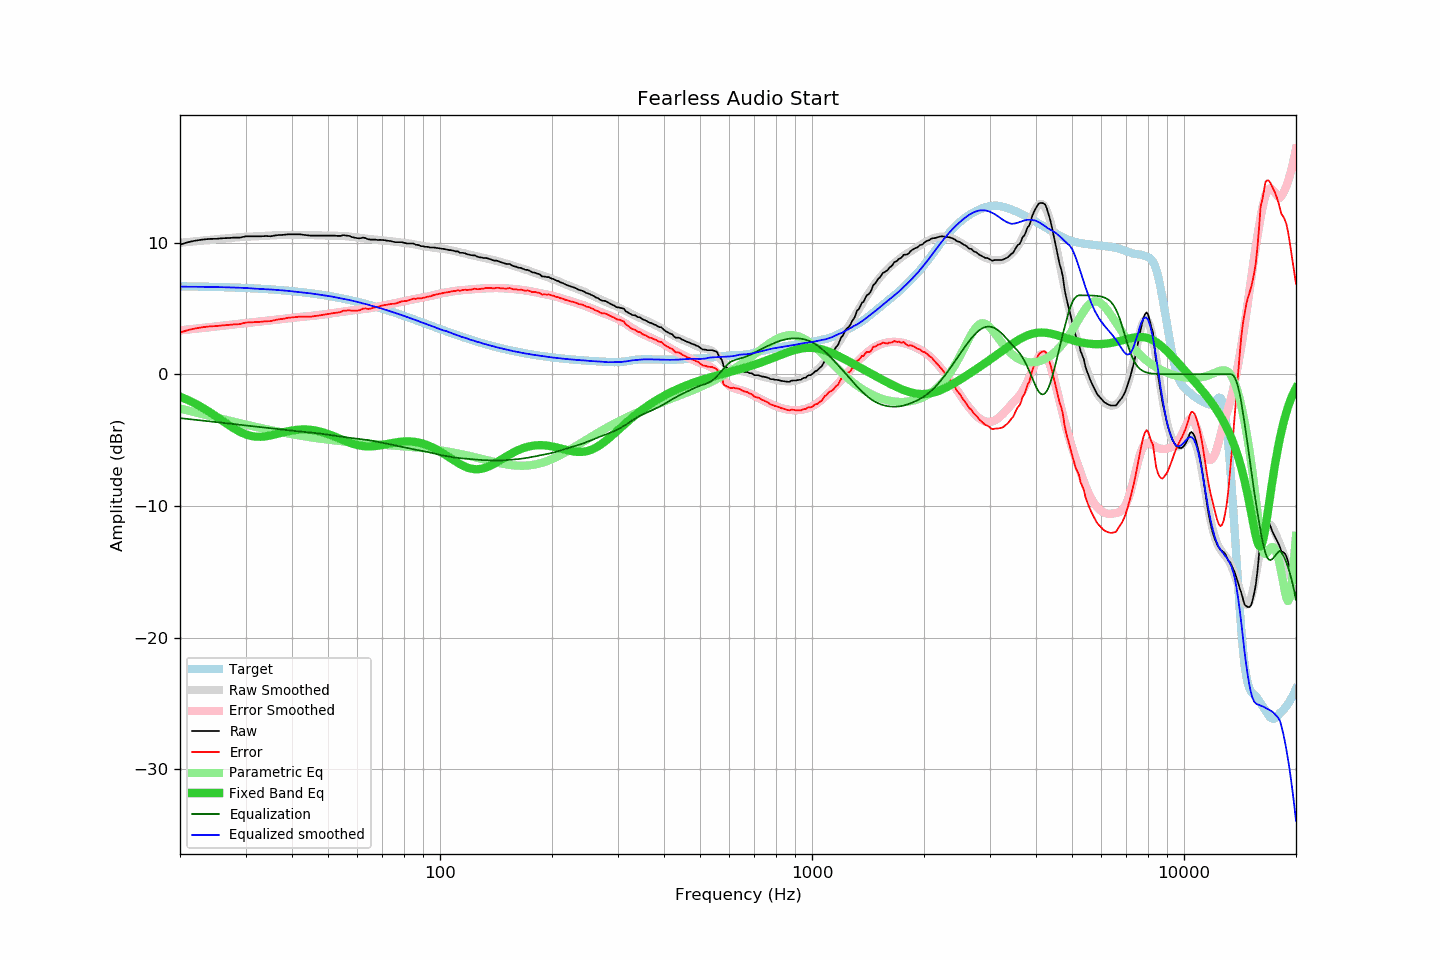 Fearless Audio Start
10
0
−10
−20
−30
Amplitude (dBr)
Target
Raw Smoothed
Error Smoothed
Raw
Error
Parametric Eq
Fixed Band Eq
Equalization
Equalized smoothed
100
1000
10000
Frequency (Hz)